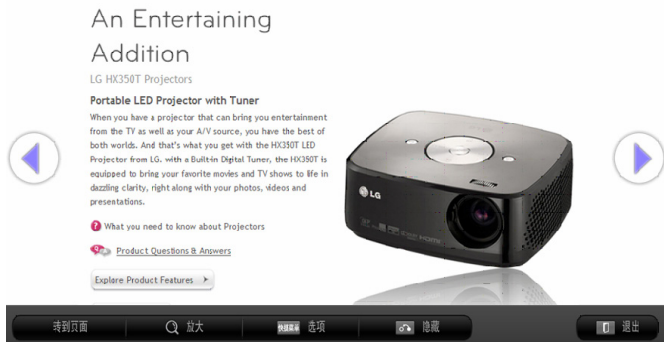 An Entertaining
Addition
LG HX350T Projectors
Portable LED Projector with Tuner
When you have a projector that can bring you entertainment
from the TV as well as your A/V source, you have the best of
both worlds. And that's what you get with the HX350T LED
Projector from LG. with a Built-in Digital Tuner, the HX350T is
equipped to bring your favorite movies and TV shows to life in
dazzling clarity, right along with your photos, videos and
presentations.
? What you need to know about Projectors
Product Questions & Answers
Explore Product Features
LG
HDMI
转到页面 放大 快捷菜单 选项 隐藏 退出